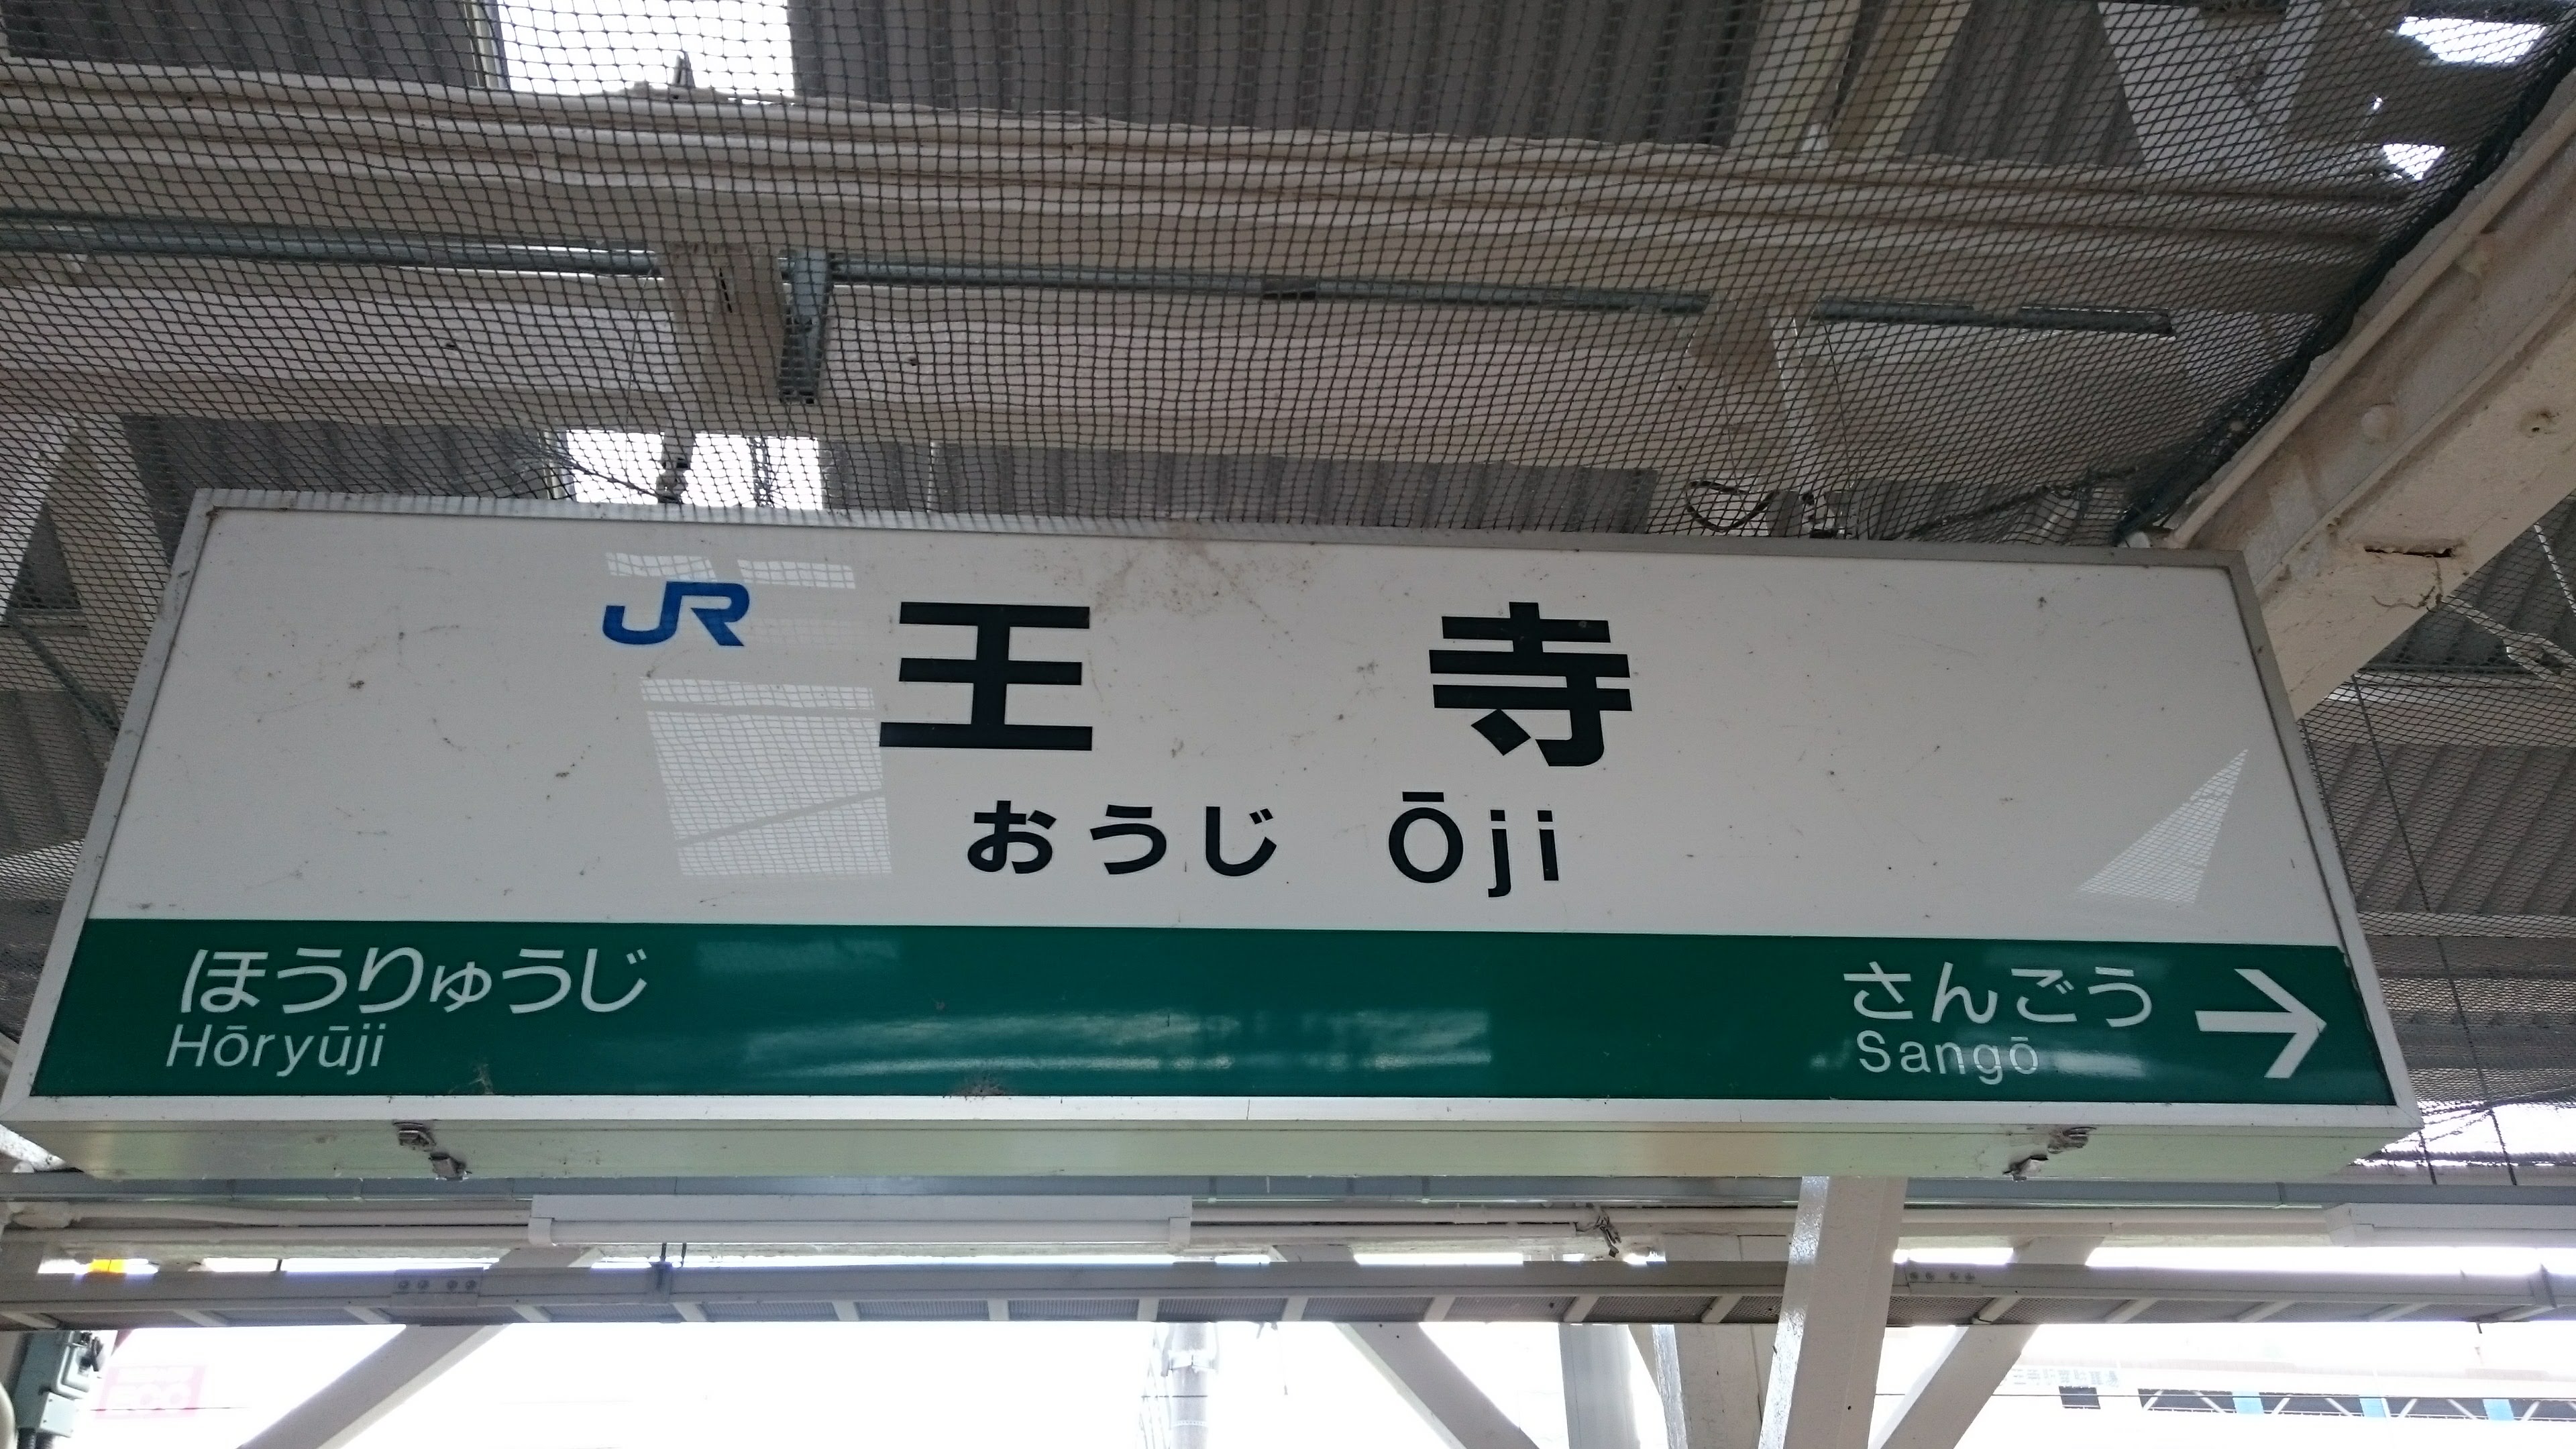 JR 王寺
おうじ Ōji
ほうりゅうじ さんごう →
Hōryūji Sangō
ECC